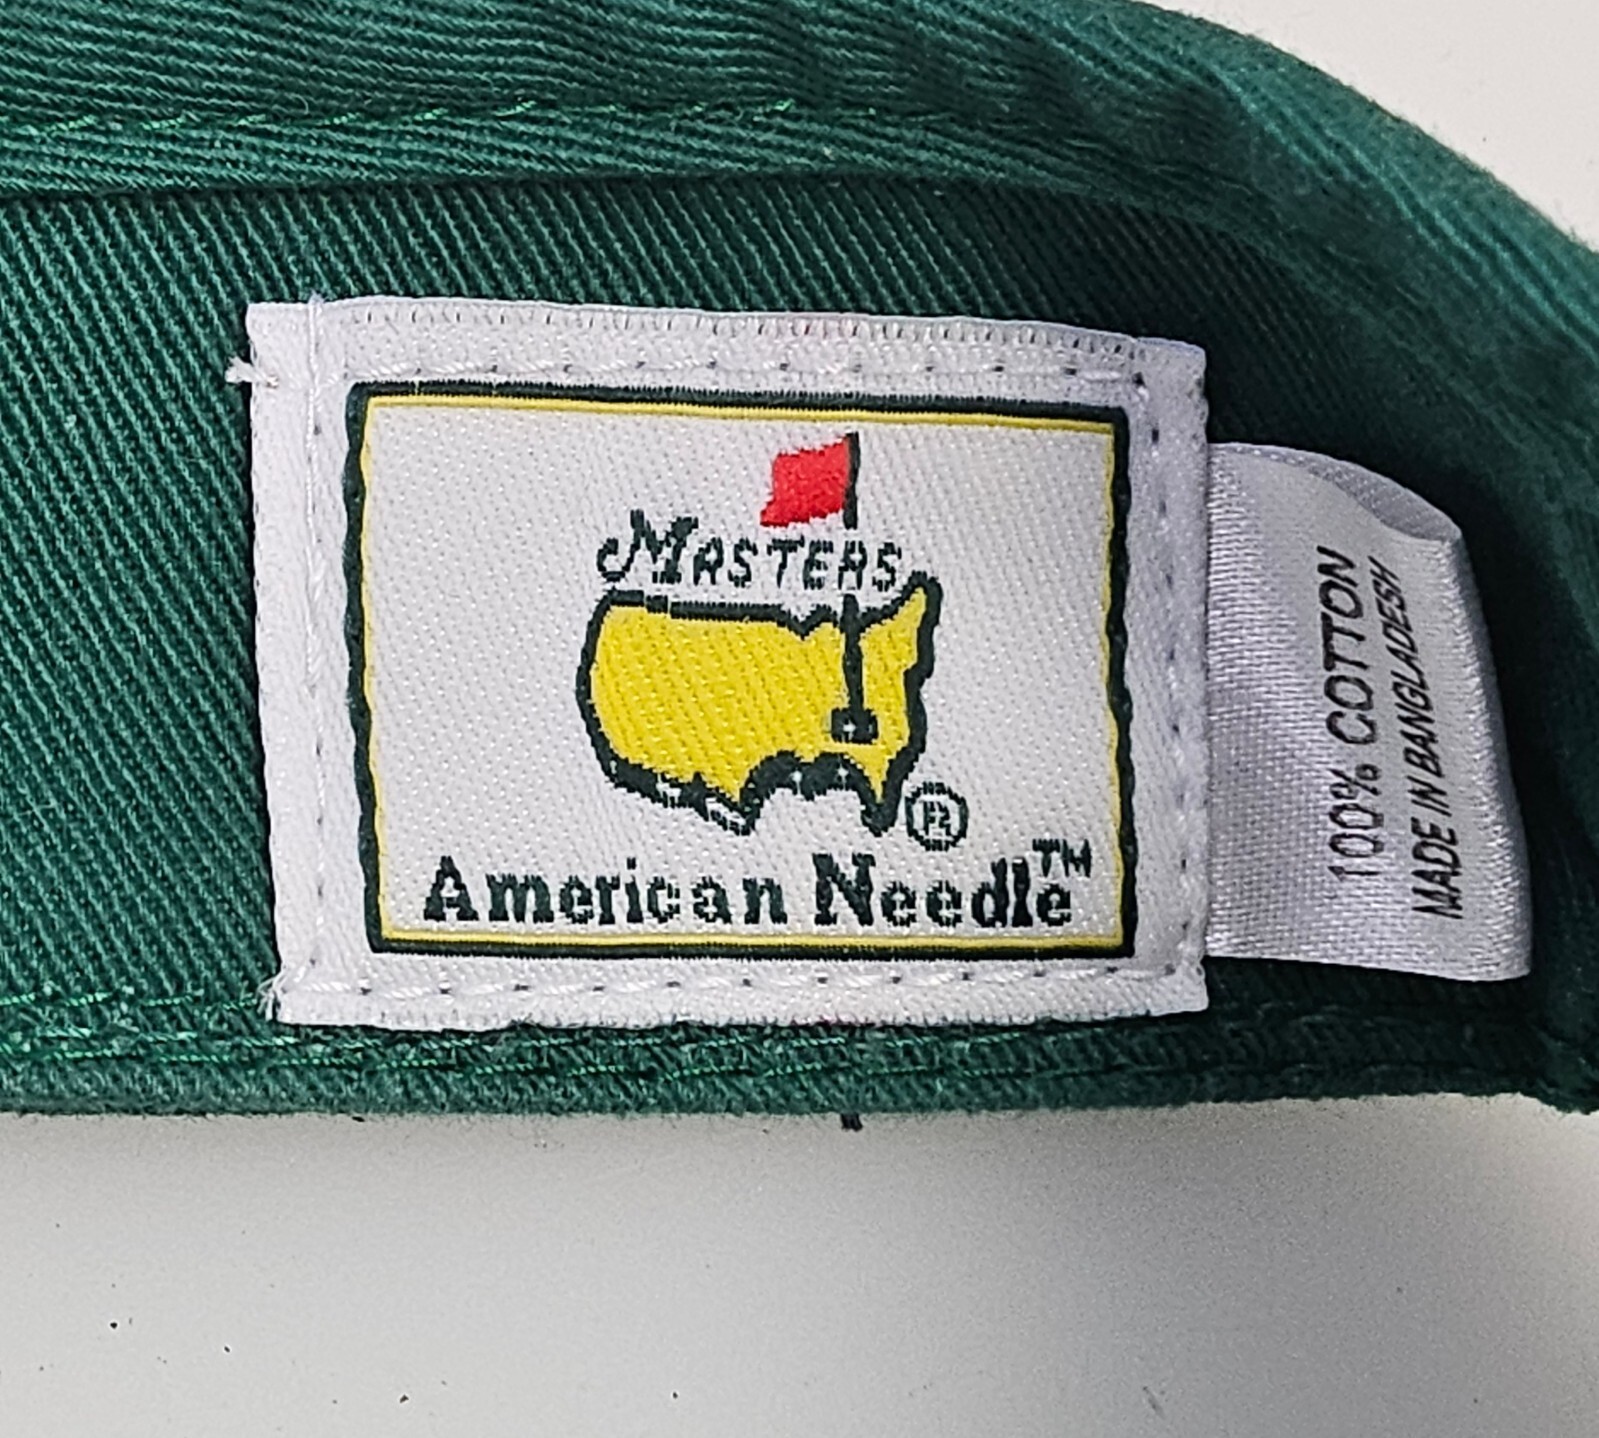 MASTERS
®
American Needle™
100% COTTON
MADE IN BANGLADESH